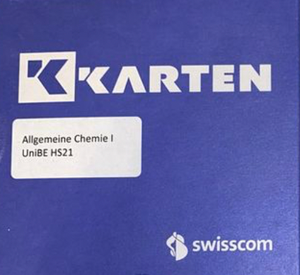 KARTEN
Allgemeine Chemie I
UniBE HS21
swisscom